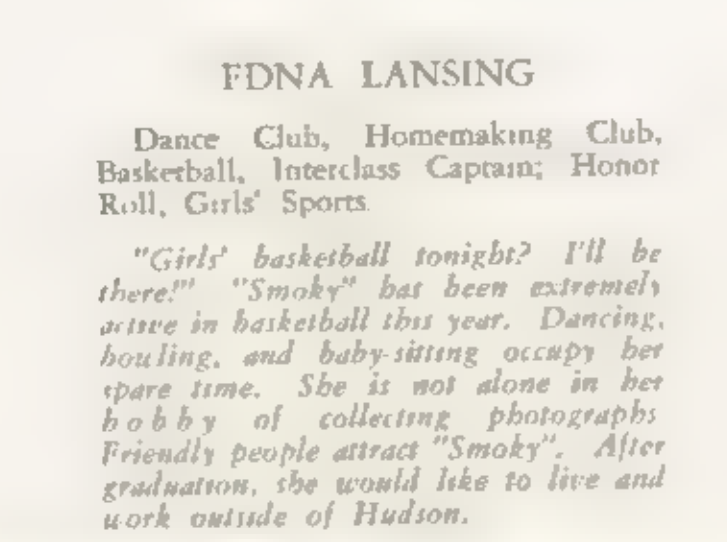 EDNA LANSING
Dance Club, Homemaking Club,
Basketball, Interclass Captain; Honor
Roll, Girls' Sports.
"Girls' basketball tonight? I'll be
there!" "Smoky" has been extremely
active in basketball this year. Dancing,
bowling, and baby-sitting occupy her
spare time. She is not alone in her
hobby of collecting photographs.
Friendly people attract "Smoky". After
graduation, she would like to live and
work outside of Hudson.